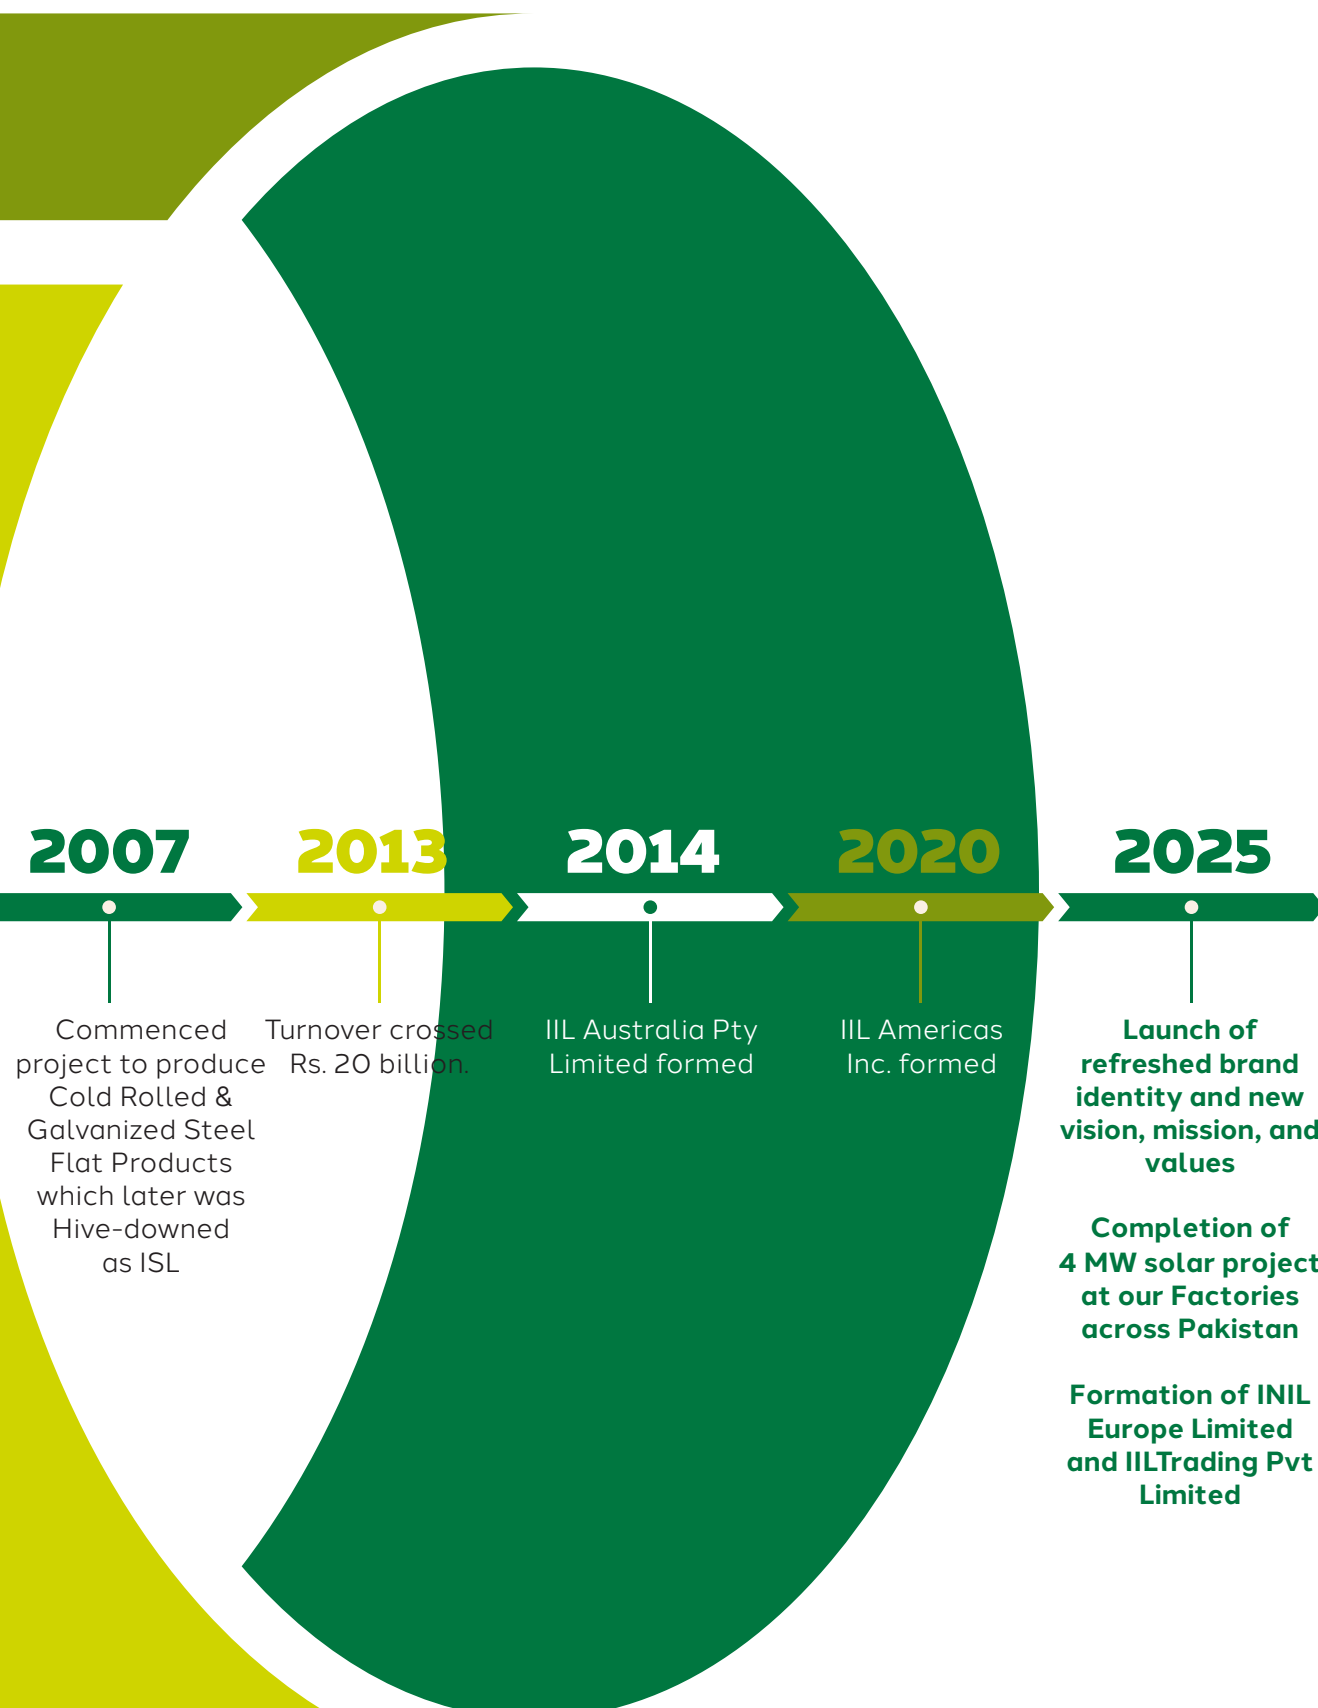 2007
Commenced
project to produce
Cold Rolled &
Galvanized Steel
Flat Products
which later was
Hive-downed
as ISL
2013
Turnover crossed
Rs. 20 billion.
2014
IIL Australia Pty
Limited formed
2020
IIL Americas
Inc. formed
2025
Launch of
refreshed brand
identity and new
vision, mission, and
values
Completion of
4 MW solar project
at our Factories
across Pakistan
Formation of INIL
Europe Limited
and IILTrading Pvt
Limited